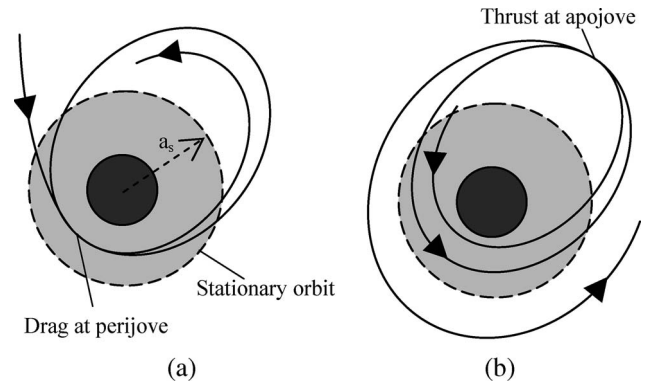 Thrust at apojove
a_s
Stationary orbit
Drag at perijove
(a)
(b)